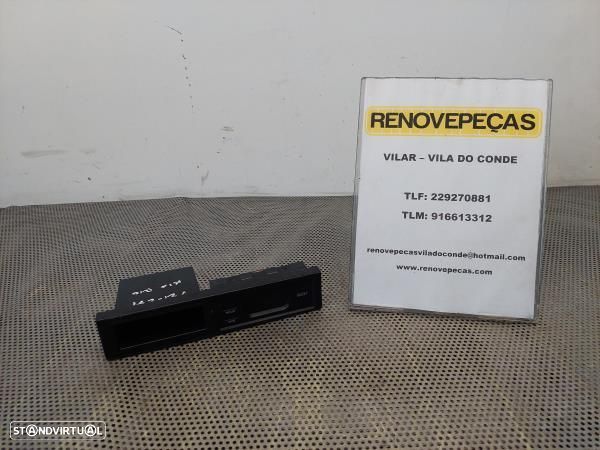 RENOVEPEÇAS
VILAR – VILA DO CONDE
TLF: 229270881
TLM: 916613312
renovepecasviladoconde@hotmail.com
www.renovepecas.com
STANDVIRTUAL